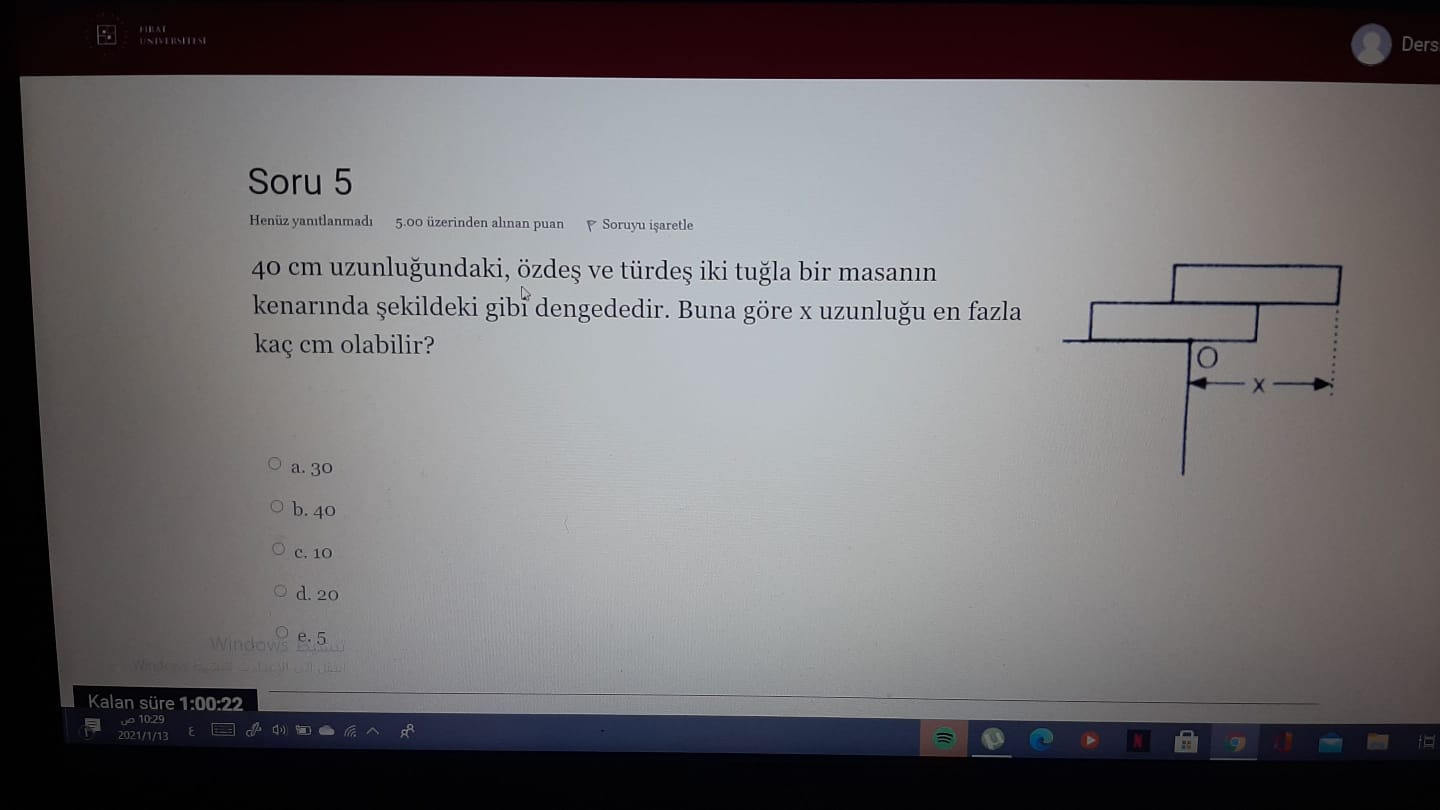 FIRAT
ÜNİVERSİTESİ
Ders
Soru 5
Henüz yanıtlanmadı 5.00 üzerinden alınan puan Soruyu işaretle
40 cm uzunluğundaki, özdeş ve türdeş iki tuğla bir masanın
kenarında şekildeki gibi dengededir. Buna göre x uzunluğu en fazla
kaç cm olabilir?
O
x
a. 30
b. 40
c. 10
d. 20
e. 5
تنشيط Windows
Windows
Kalan süre 1:00:22
10:29 ص
2021/1/13
ع